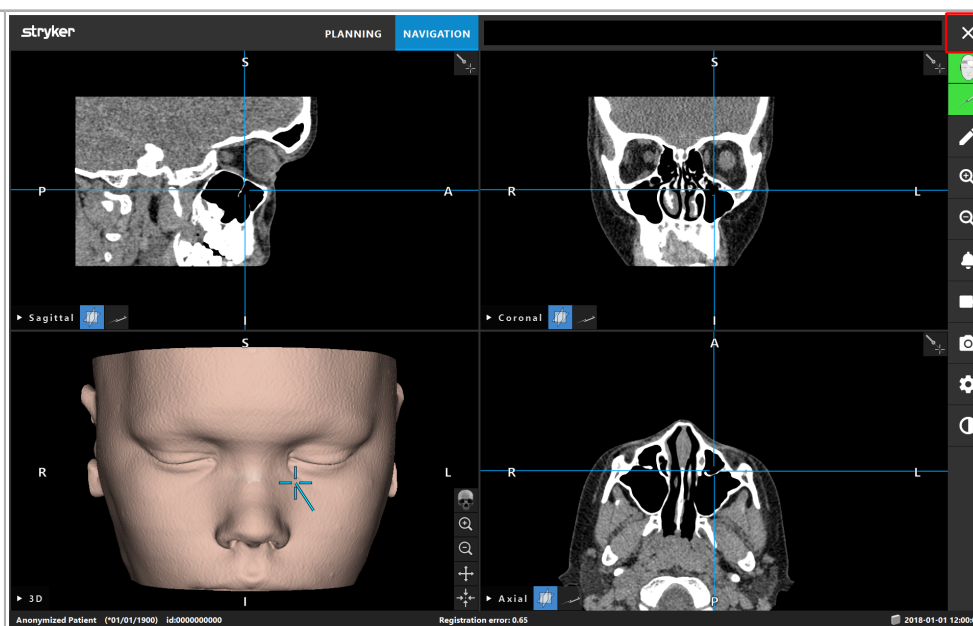 stryker PLANNING NAVIGATION
S
P A
I
Sagittal
S
R L
I
Coronal
S
R L
I
3D
A
R L
P
Axial
Anonymized Patient (*01/01/1900) id:0000000000 Registration error: 0.65 2018-01-01 12:00: